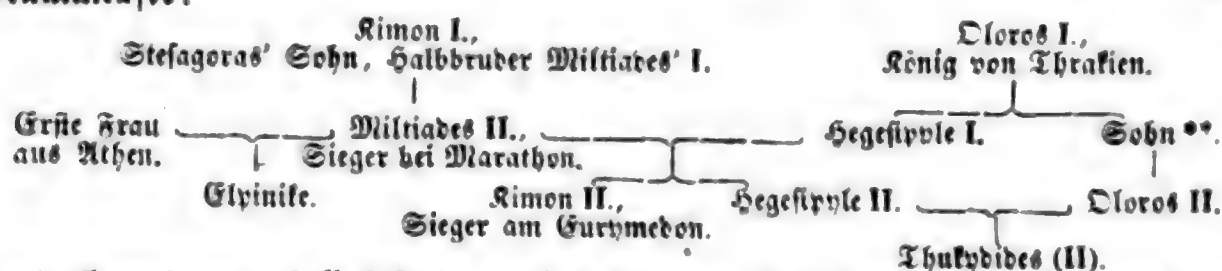 Kimon I.,
Stesagoras' Sohn, Halbbruder Miltiades' I.
Oloros I.,
König von Thrakien.
Erste Frau
aus Athen.
Miltiades II.,
Sieger bei Marathon.
Hegesipyle I.
Sohn **.
Elpinike.
Kimon II.,
Sieger am Eurymedon.
Hegesipyle II.
Oloros II.
Thukydides (II).